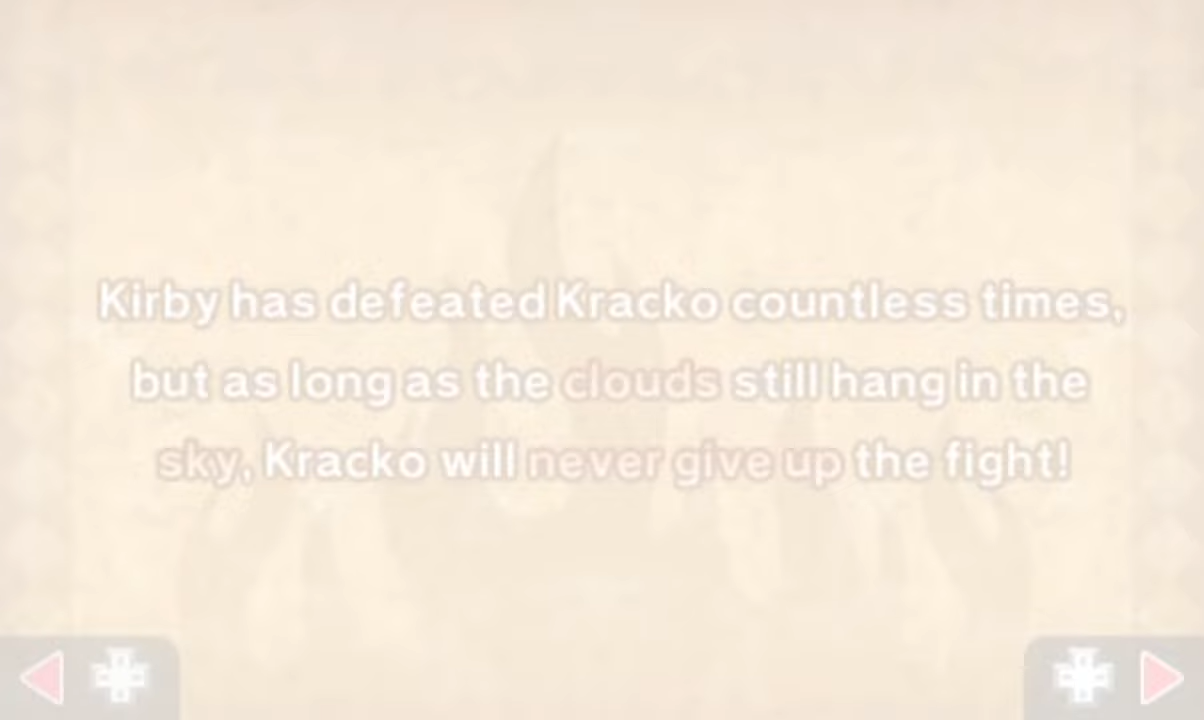 Kirby has defeated Kracko countless times,
but as long as the clouds still hang in the
sky, Kracko will never give up the fight!